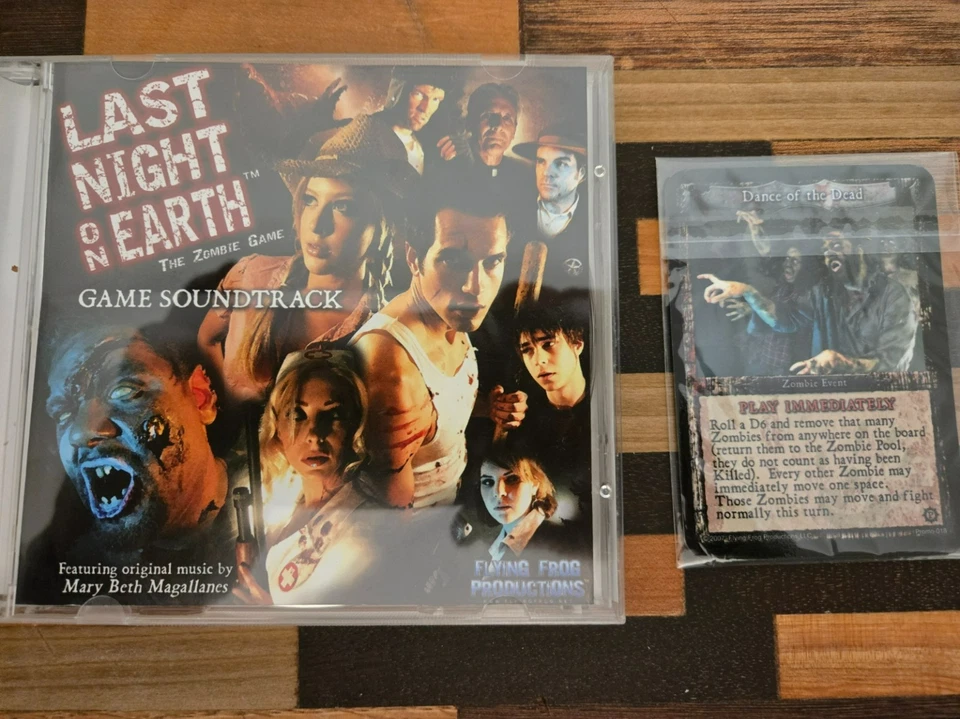 LAST
NIGHT
ON EARTH™
THE ZOMBIE GAME
GAME SOUNDTRACK
Featuring original music by
Mary Beth Magallanes
FLYING FROG
PRODUCTIONS
Dance of the Dead
Zombie Event
PLAY IMMEDIATELY
Roll a D6 and remove that many
Zombies from anywhere on the board
(return them to the Zombie Pool,
they do not count as having been
Killed). Every other Zombie may
immediately move one space.
Those Zombies may move and fight
normally this turn.
Flying Frog Productions